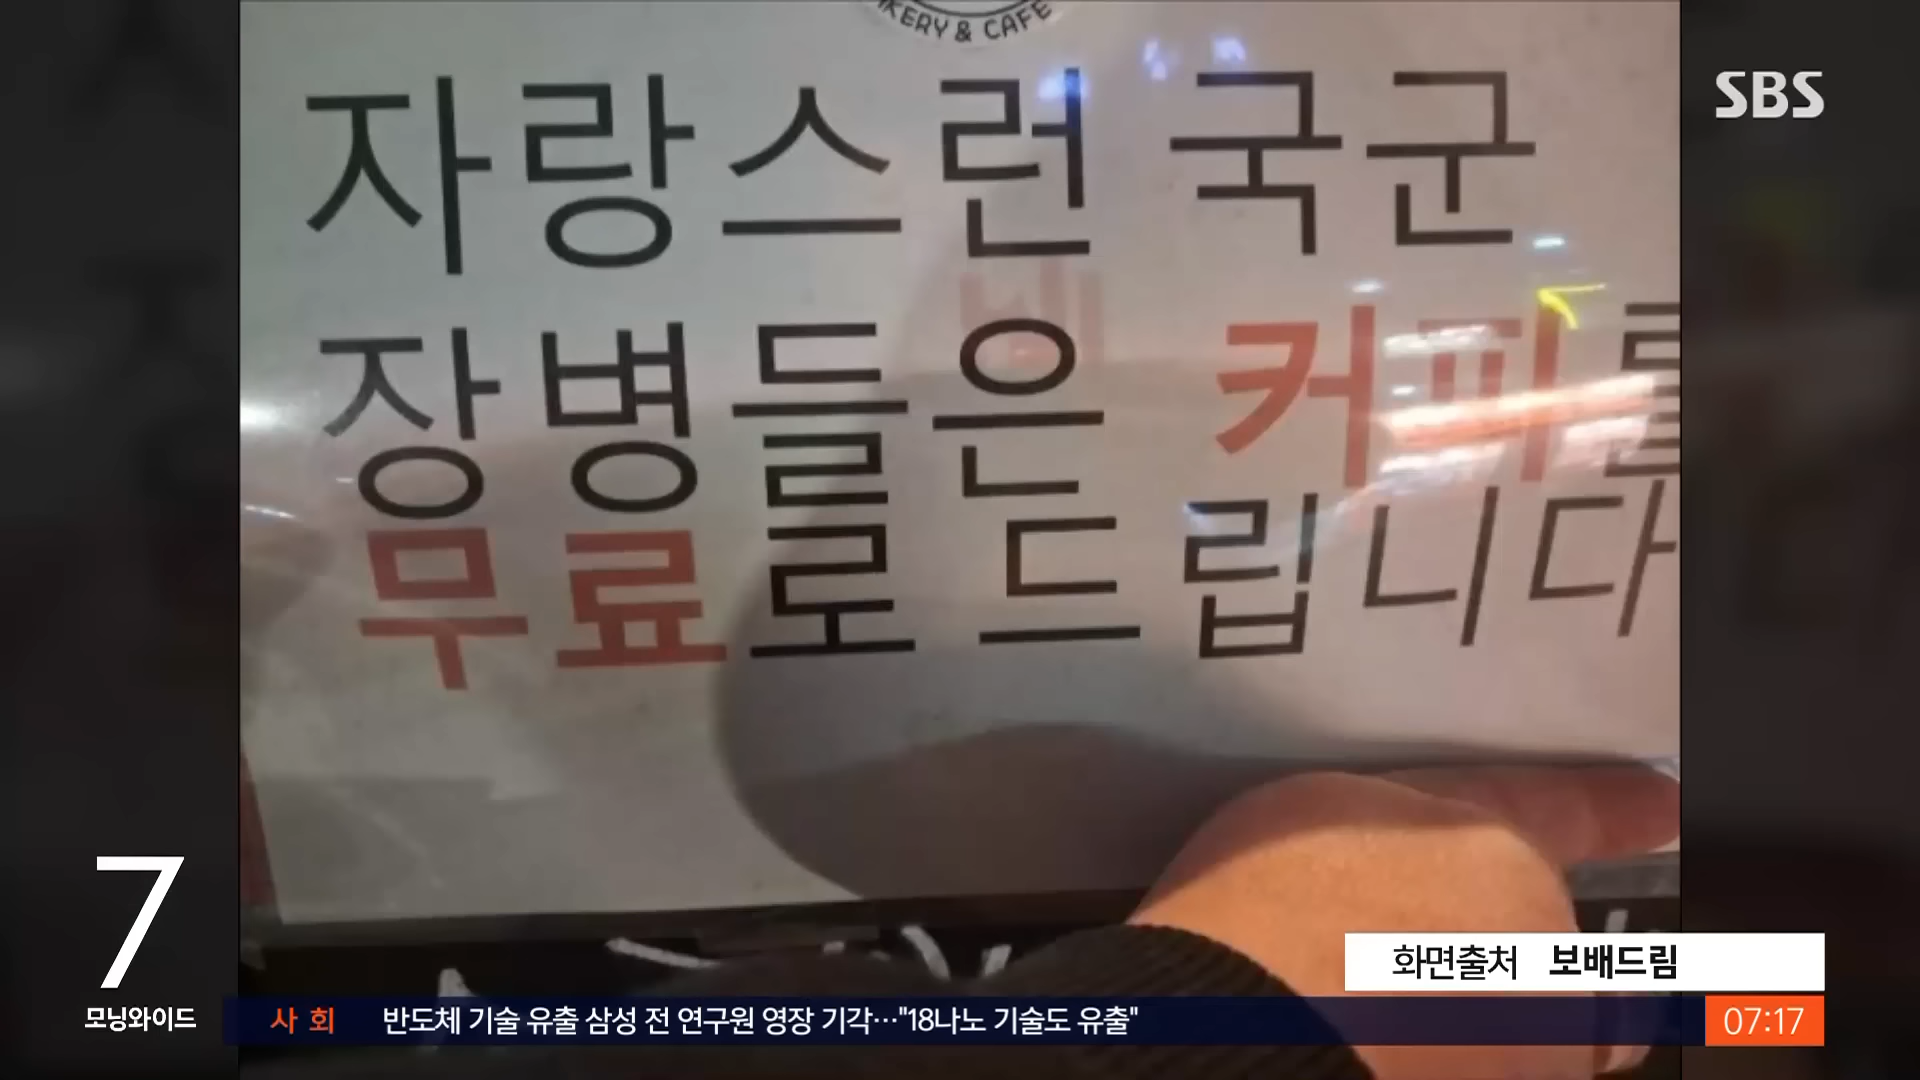 KERY & CAFE
SBS
자랑스런 국군
장병들은 커피를
무료로 드립니다
화면출처 보배드림
7
모닝와이드
사회 반도체 기술 유출 삼성 전 연구원 영장 기각…"18나노 기술도 유출"
07:17